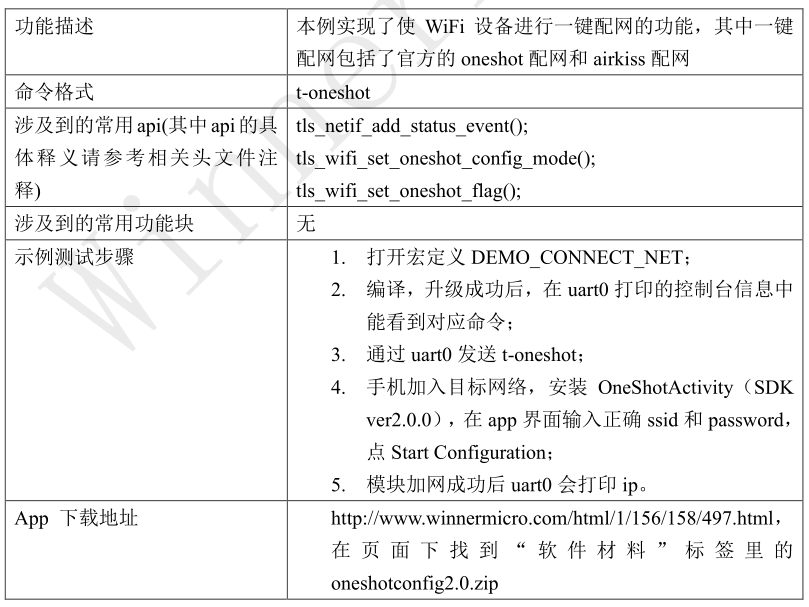 功能描述
本例实现了使 WiFi 设备进行一键配网的功能，其中一键
配网包括了官方的 oneshot 配网和 airkiss 配网
命令格式
t-oneshot
涉及到的常用 api(其中 api 的具
体释义请参考相关头文件注
释)
tls_netif_add_status_event();
tls_wifi_set_oneshot_config_mode();
tls_wifi_set_oneshot_flag();
涉及到的常用功能块
无
示例测试步骤
1. 打开宏定义 DEMO_CONNECT_NET；
2. 编译，升级成功后，在 uart0 打印的控制台信息中
能看到对应命令；
3. 通过 uart0 发送 t-oneshot；
4. 手机加入目标网络，安装 OneShotActivity（SDK
ver2.0.0），在 app 界面输入正确 ssid 和 password，
点 Start Configuration；
5. 模块加网成功后 uart0 会打印 ip。
App 下载地址
http://www.winnermicro.com/html/1/156/158/497.html，
在页面下找到“软件材料”标签里的
oneshotconfig2.0.zip